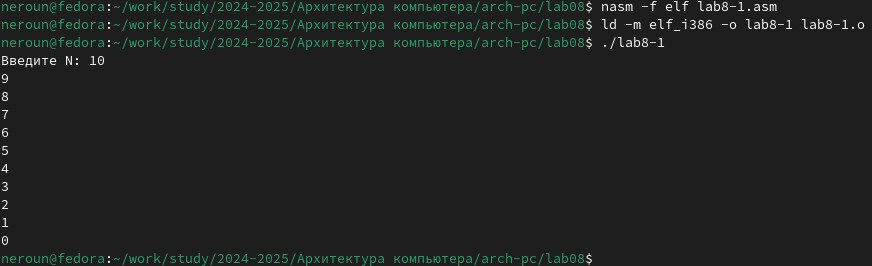 neroun@fedora:~/work/study/2024-2025/Архитектура компьютера/arch-pc/lab08$ nasm -f elf lab8-1.asm
neroun@fedora:~/work/study/2024-2025/Архитектура компьютера/arch-pc/lab08$ ld -m elf_i386 -o lab8-1 lab8-1.o
neroun@fedora:~/work/study/2024-2025/Архитектура компьютера/arch-pc/lab08$ ./lab8-1
Введите N: 10
9
8
7
6
5
4
3
2
1
0
neroun@fedora:~/work/study/2024-2025/Архитектура компьютера/arch-pc/lab08$